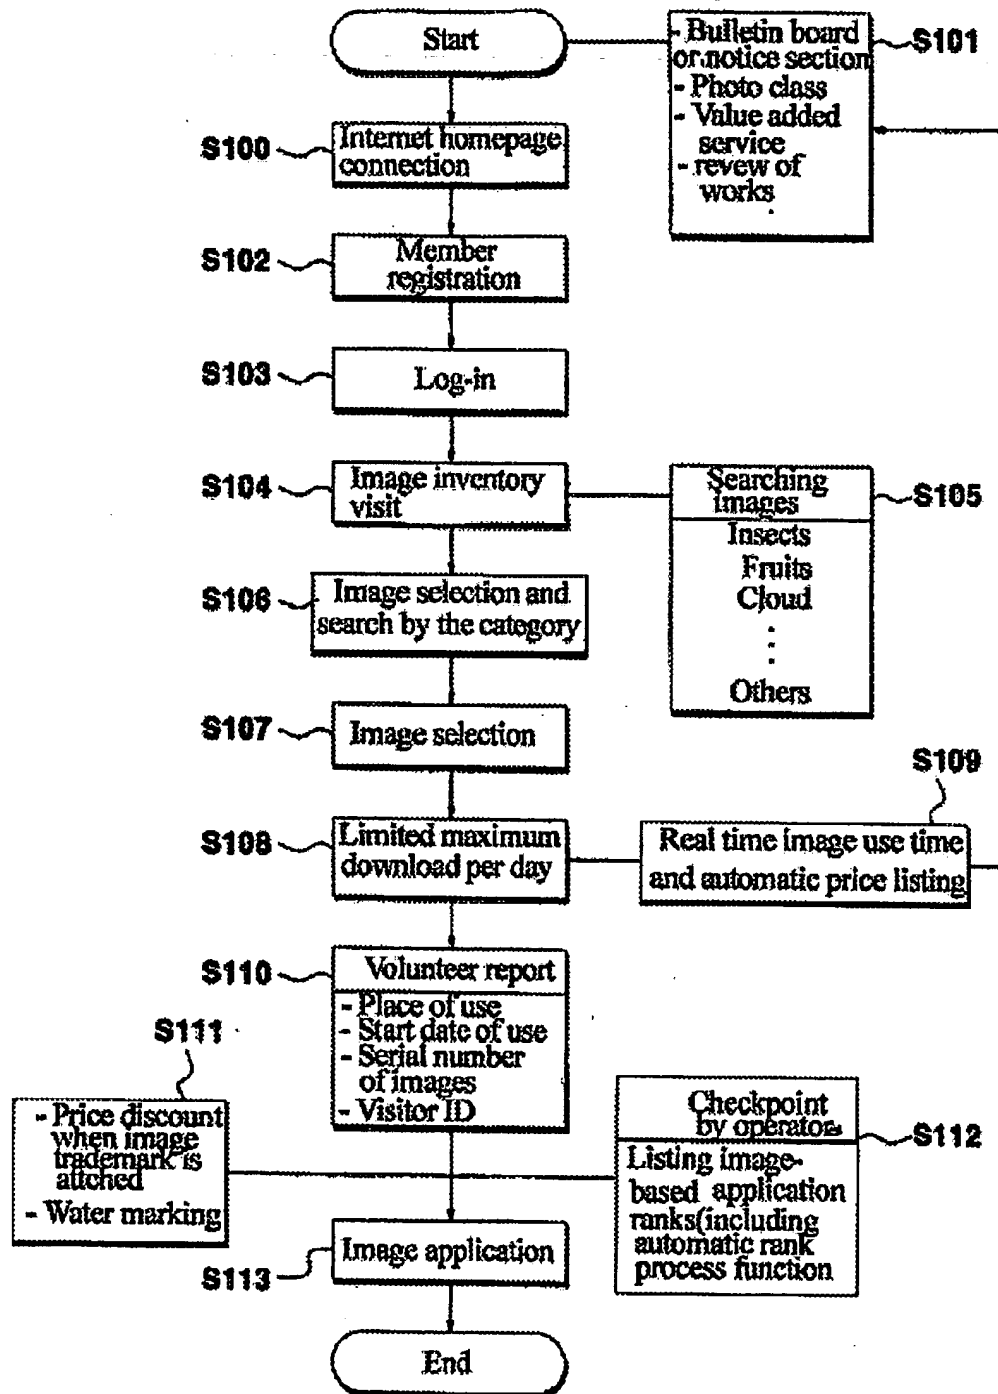 Start
- Bulletin board
or notice section
- Photo class
- Value added
service
- revew of
works
S101
S100
Internet homepage
connection
S102
Member
registration
S103
Log-in
S104
Image inventory
visit
Searching
images
Insects
Fruits
Cloud
Others
S105
S106
Image selection and
search by the category
S107
Image selection
S109
S108
Limited maximum
download per day
Real time image use time
and automatic price listing
S110
Volunteer report
- Place of use
- Start date of use
- Serial number
of images
- Visitor ID
S111
- Price discount
when image
trademark is
attched
- Water marking
Checkpoint
by operator
Listing image-
based application
ranks(including
automatic rank
process function
S112
S113
Image application
End